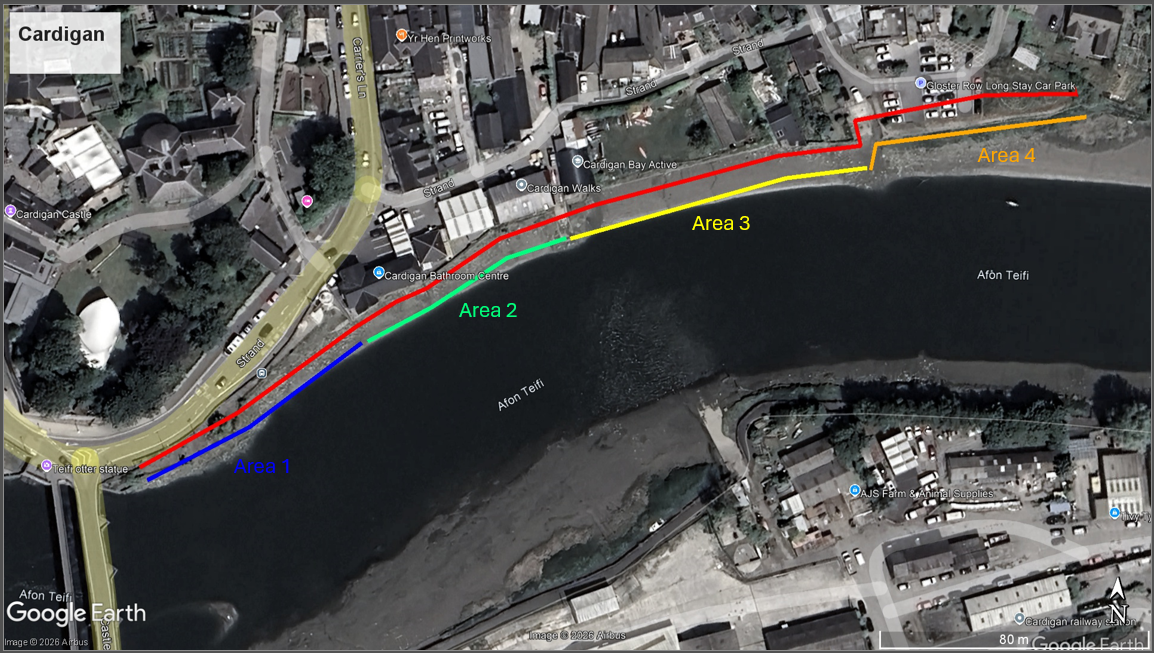 Cardigan
Carrier's Ln
Yr Hen Printworks
Strand
Strand
Gloster Row Long Stay Car Park
Area 4
Cardigan Bay Active
Cardigan Walks
Strand
Cardigan Castle
Area 3
Afon Teifi
Cardigan Bathroom Centre
Area 2
Strand
Afon Teifi
Teifi otter statue
Area 1
AJS Farm & Animal Supplies
Afon Teifi
Google Earth
Image © 2026 Airbus
Image © 2026 Airbus
N
Cardigan railway station
80 m
Google Earth